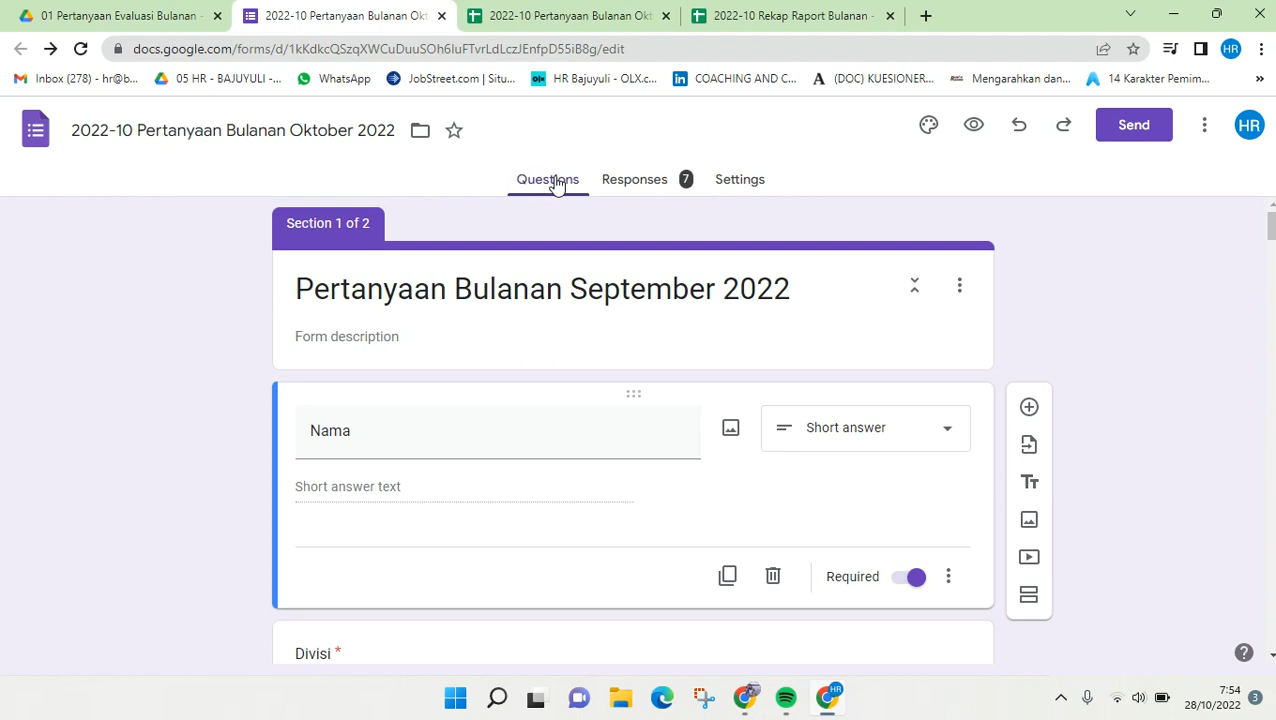 01 Pertanyaan Evaluasi Bulanan -
2022-10 Pertanyaan Bulanan Okt
2022-10 Pertanyaan Bulanan Okt
2022-10 Rekap Raport Bulanan -
docs.google.com/forms/d/1kKdkcQSzqXWCuDuuSOh6IuFTvrLdLczJEnfpD55iB8g/edit
HR
Inbox (278) - hr@b...
05 HR - BAJUYULI -...
WhatsApp
JobStreet.com | Situ...
HR Bajuyuli - OLX.c...
COACHING AND C...
(DOC) KUESIONER...
Mengarahkan dan...
14 Karakter Pemim...
2022-10 Pertanyaan Bulanan Oktober 2022
Send
HR
Questions
Responses 7
Settings
Section 1 of 2
Pertanyaan Bulanan September 2022
Form description
Nama
Short answer
Short answer text
Required
Divisi *
HR
7:54
28/10/2022
3